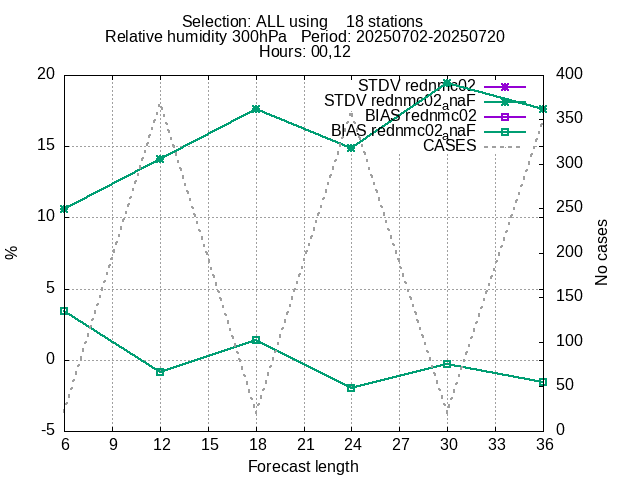 Selection: ALL using    18 stations
Relative humidity 300hPa   Period: 20250702-20250720
Hours: 00,12
STDV rednmc02
STDV rednmc02anaF
BIAS rednmc02
BIAS rednmc02anaF
CASES
20
15
10
5
0
-5
%
400
350
300
250
200
150
100
50
0
No cases
6 9 12 15 18 21 24 27 30 33 36
Forecast length